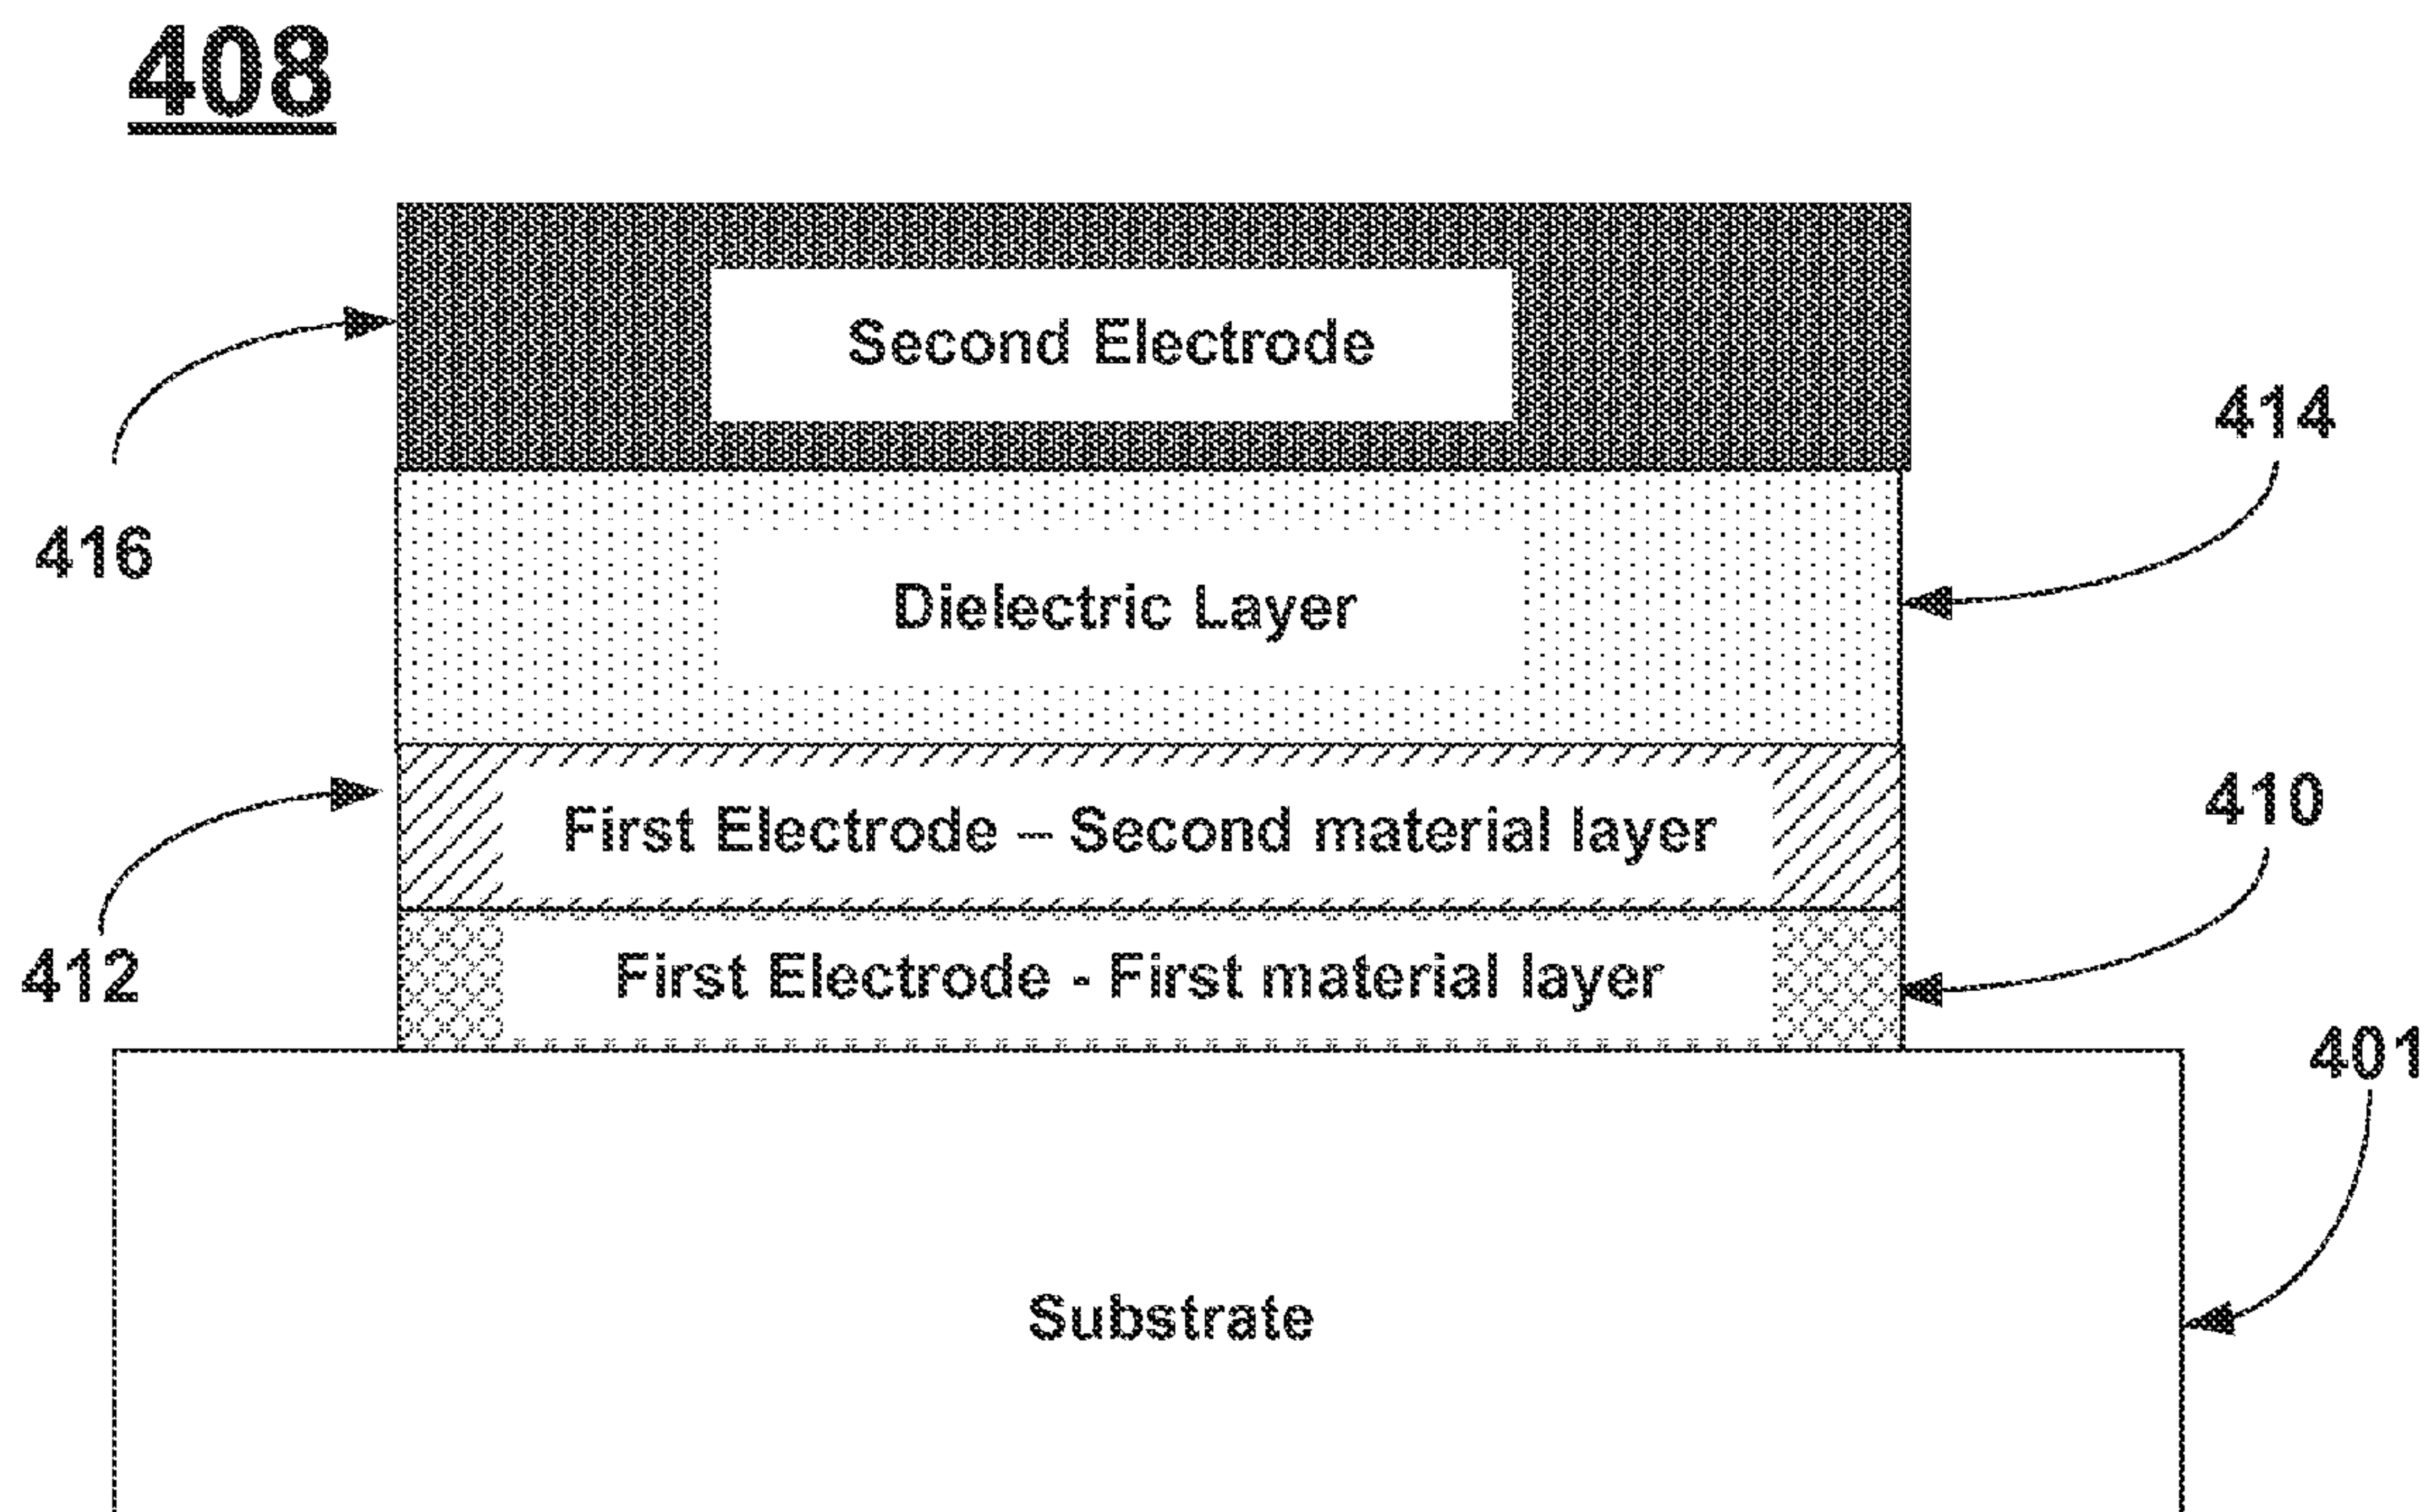 408
Second Electrode
414
416
Dielectric Layer
410
First Electrode – Second material layer
412
First Electrode - First material layer
401
Substrate